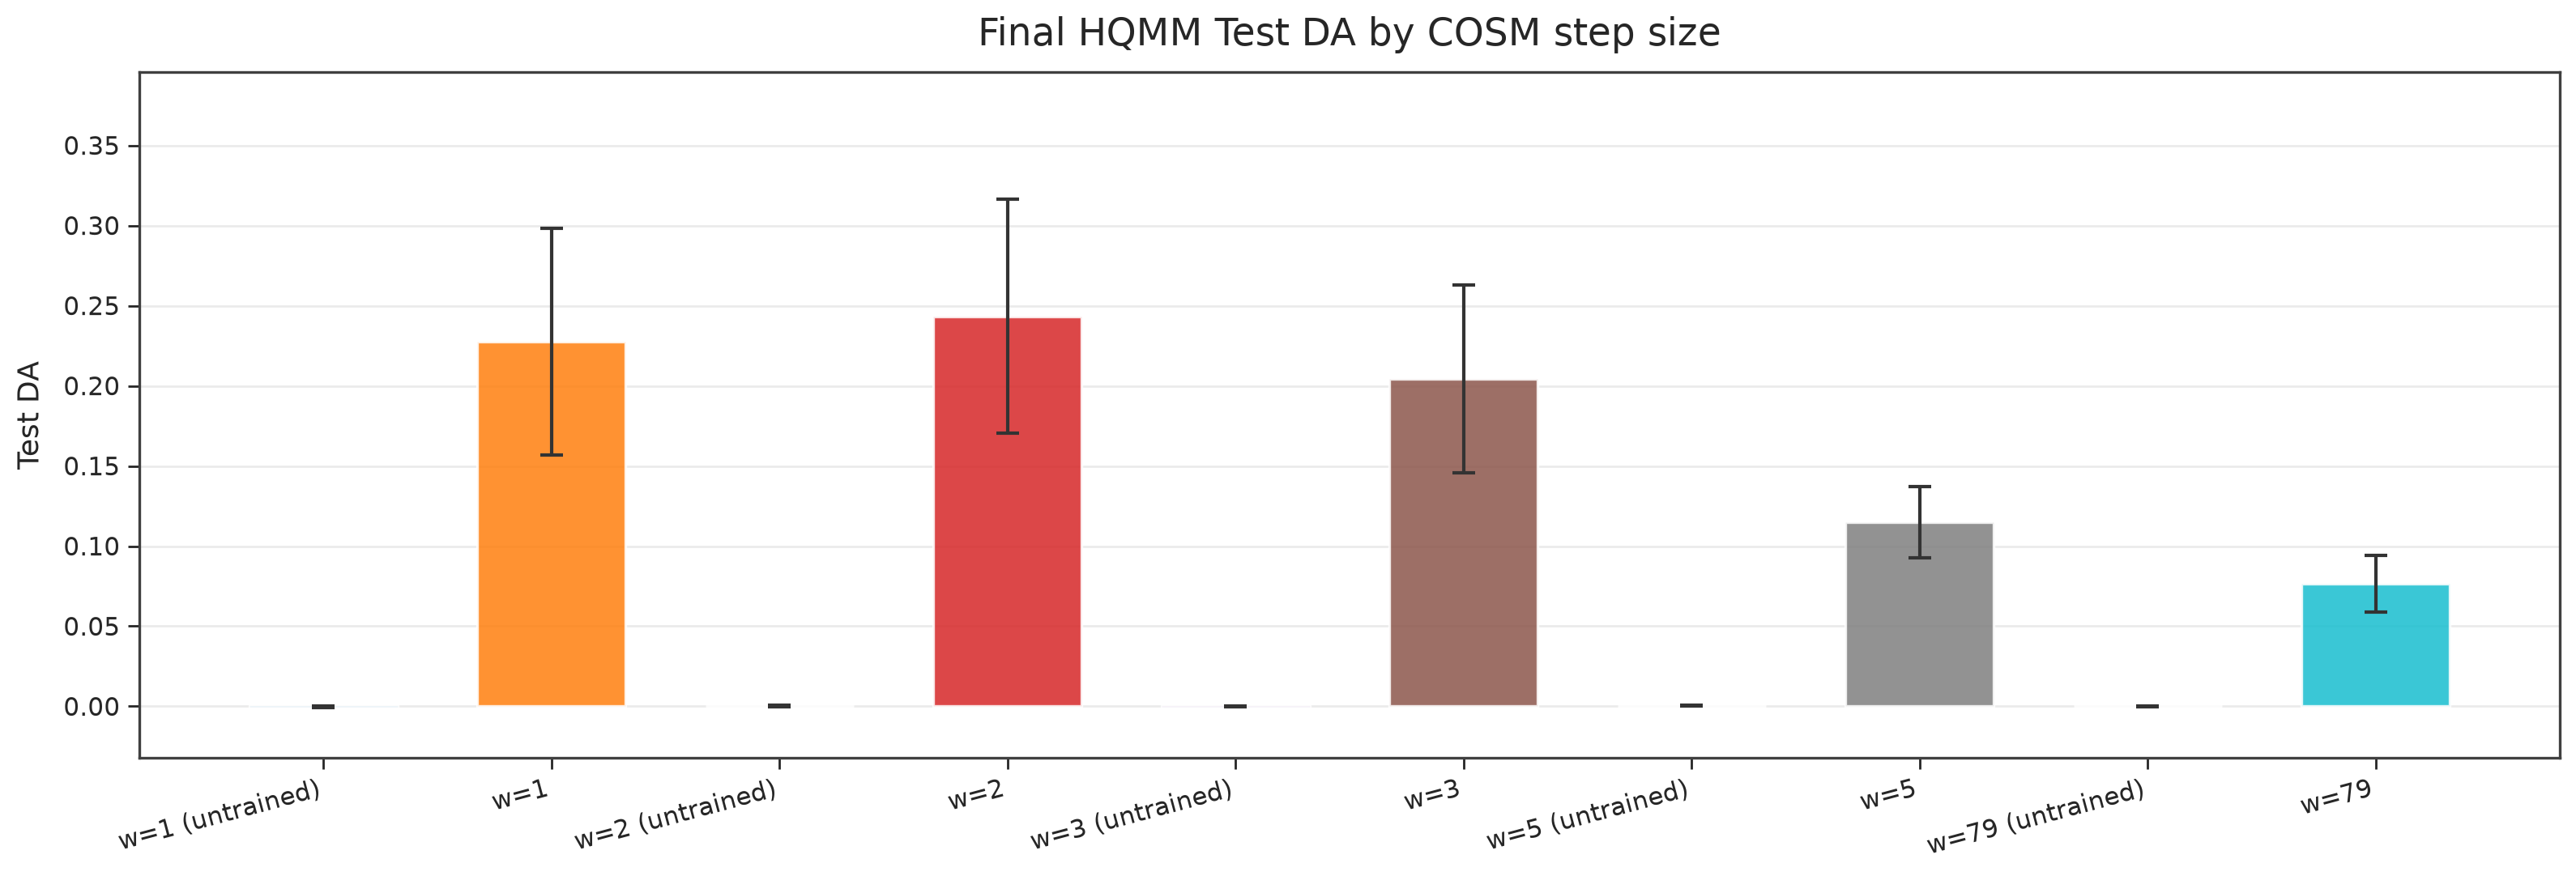 Final HQMM Test DA by COSM step size
Test DA
0.35
0.30
0.25
0.20
0.15
0.10
0.05
0.00
w=1 (untrained)
w=1
w=2 (untrained)
w=2
w=3 (untrained)
w=3
w=5 (untrained)
w=5
w=79 (untrained)
w=79